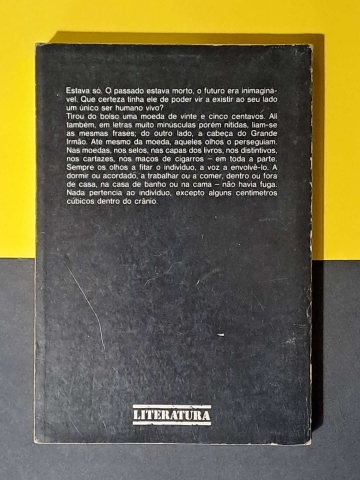 Estava só. O passado estava morto, o futuro era inimaginá-
vel. Que certeza tinha ele de poder vir a existir ao seu lado
um único ser humano vivo?
Tirou do bolso uma moeda de vinte e cinco centavos. Ali
também, em letras muito minúsculas porém nítidas, liam-se
as mesmas frases; do outro lado, a cabeça do Grande
Irmão. Até mesmo da moeda, aqueles olhos o perseguiam.
Nas moedas, nos selos, nas capas dos livros, nos distintivos,
nos cartazes, nos maços de cigarros – em toda a parte.
Sempre os olhos a fitar o indivíduo, a voz a envolvê-lo. A
dormir ou acordado, a trabalhar ou a comer, dentro ou fora
de casa, na casa de banho ou na cama – não havia fuga.
Nada pertencia ao indivíduo, excepto alguns centímetros
cúbicos dentro do crânio.
LITERATURA